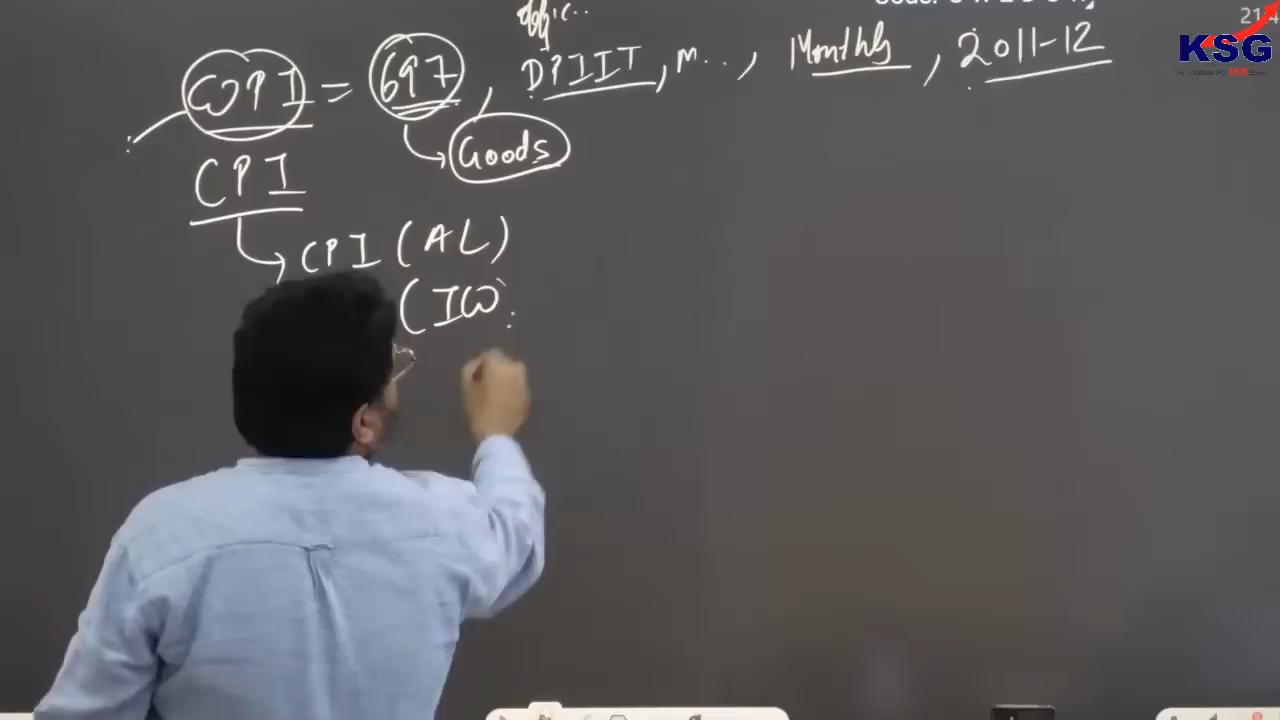 WPI = 697, DPIIT, M..., Monthly, 2011-12
Goods
CPI
CPI (AL)
(IW)
KSG